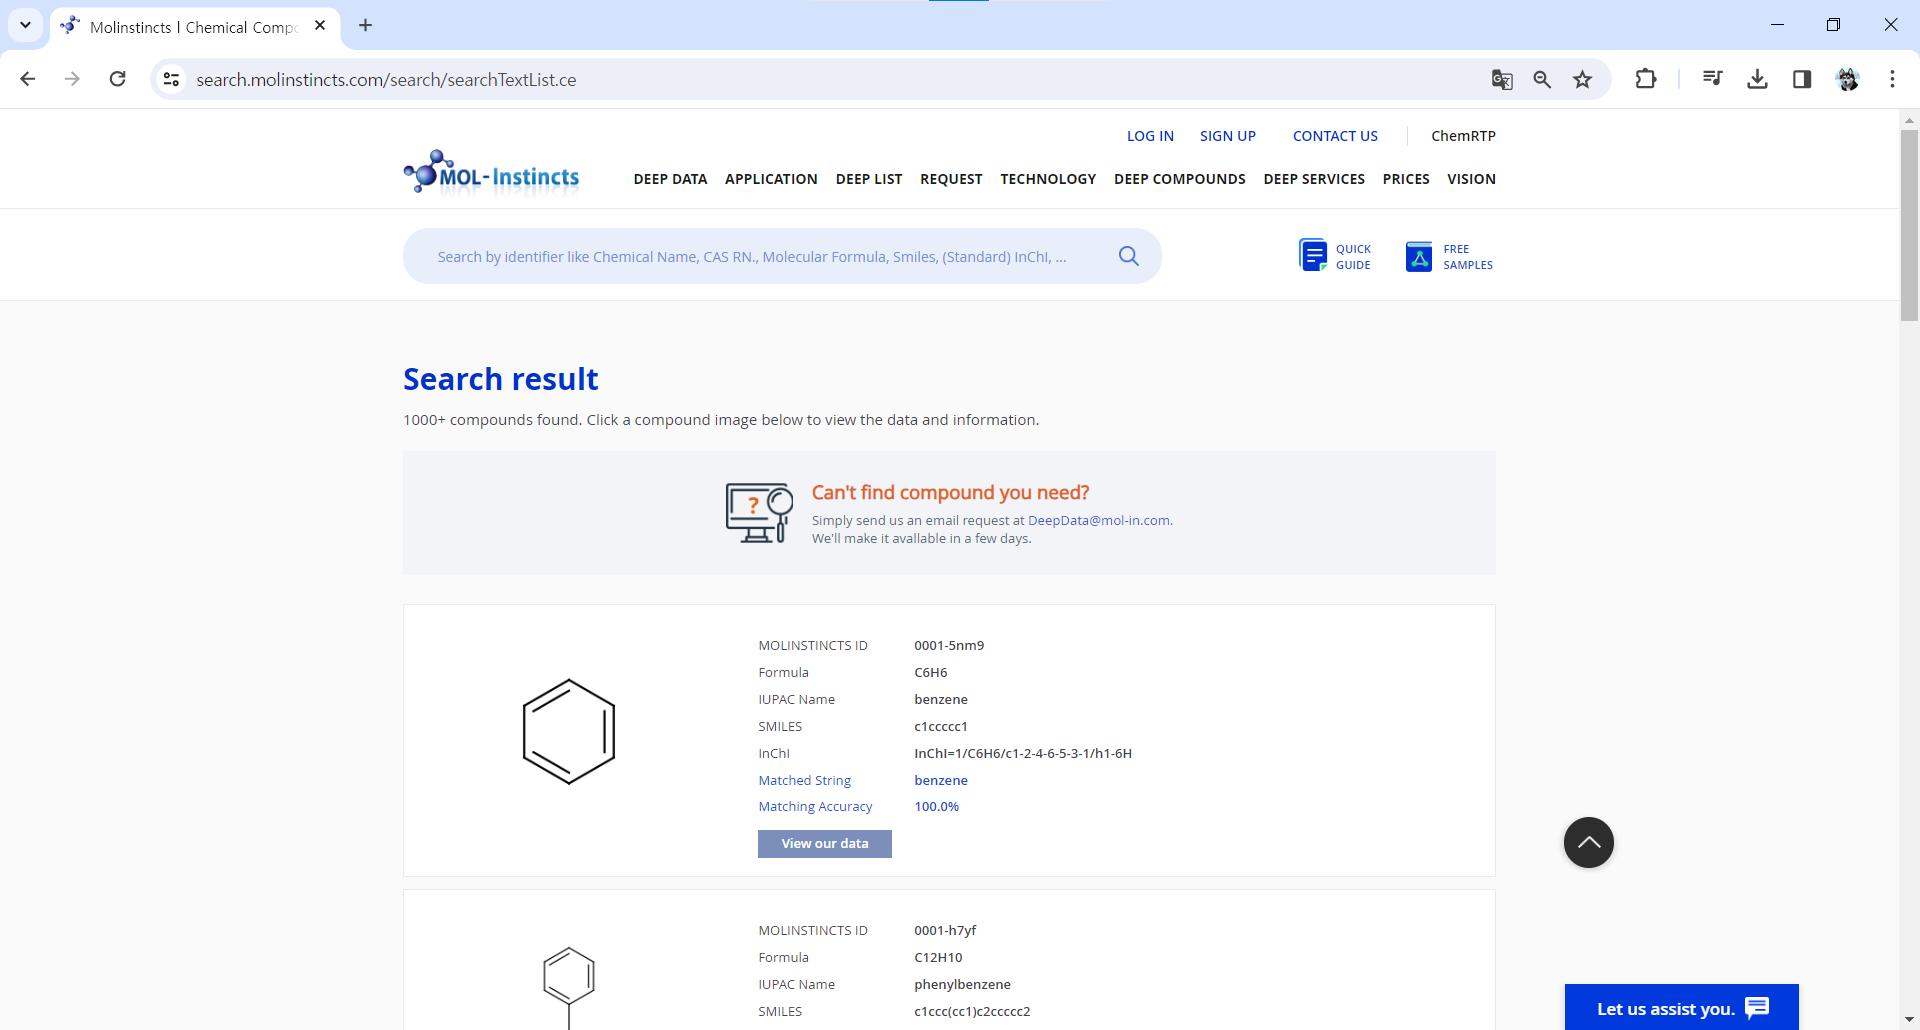 Molinstincts l Chemical Comp
search.molinstincts.com/search/searchTextList.ce
LOG IN SIGN UP CONTACT US ChemRTP
MOL-Instincts
DEEP DATA APPLICATION DEEP LIST REQUEST TECHNOLOGY DEEP COMPOUNDS DEEP SERVICES PRICES VISION
Search by identifier like Chemical Name, CAS RN., Molecular Formula, Smiles, (Standard) InChI, ...
QUICK
GUIDE
FREE
SAMPLES
Search result
1000+ compounds found. Click a compound image below to view the data and information.
?
Can't find compound you need?
Simply send us an email request at DeepData@mol-in.com.
We'll make it available in a few days.
MOLINSTINCTS ID 0001-5nm9
Formula C6H6
IUPAC Name benzene
SMILES c1ccccc1
InChI InChI=1/C6H6/c1-2-4-6-5-3-1/h1-6H
Matched String benzene
Matching Accuracy 100.0%
View our data
MOLINSTINCTS ID 0001-h7yf
Formula C12H10
IUPAC Name phenylbenzene
SMILES c1ccc(cc1)c2ccccc2
Let us assist you.